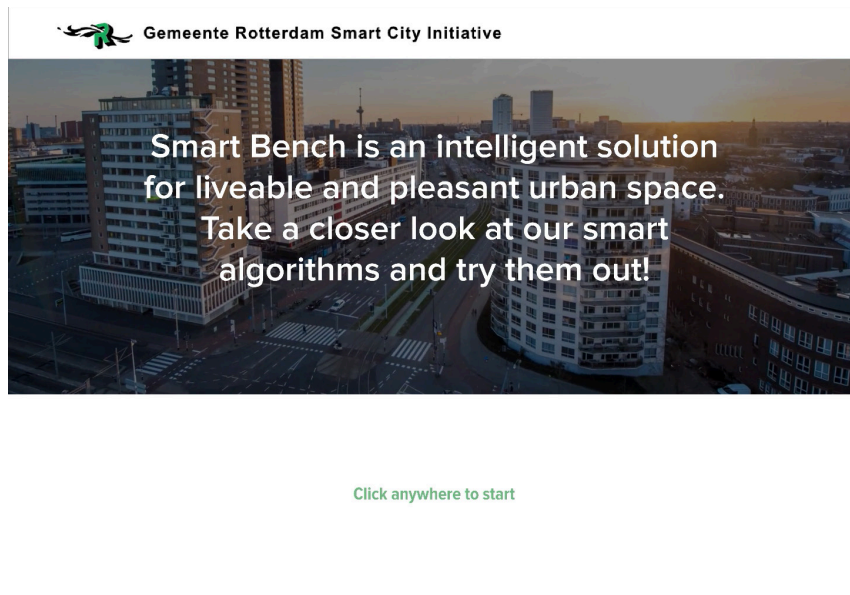 Gemeente Rotterdam Smart City Initiative
Smart Bench is an intelligent solution
for liveable and pleasant urban space.
Take a closer look at our smart
algorithms and try them out!
Click anywhere to start